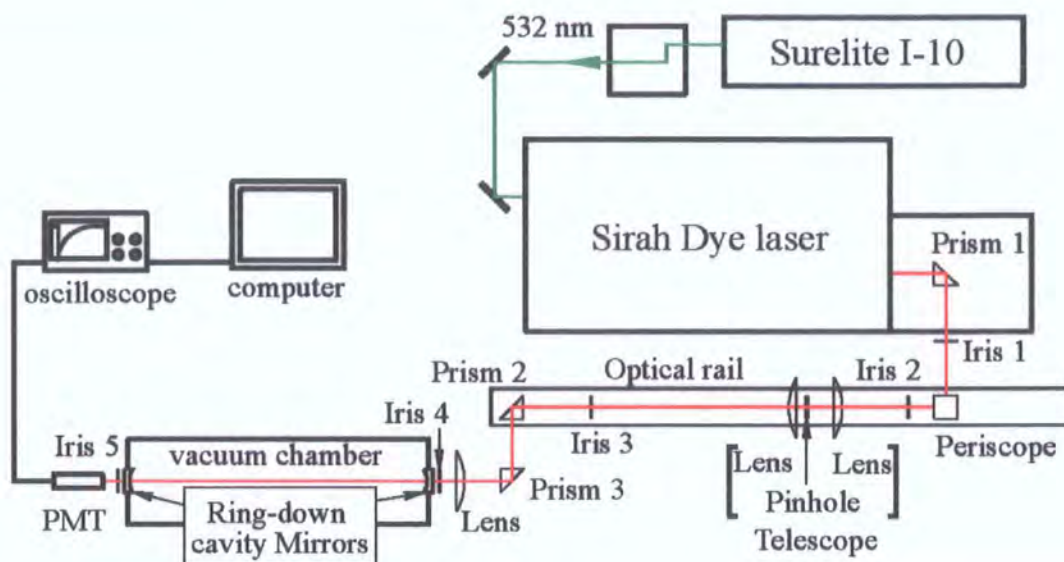 532 nm
Surelite I-10
Sirah Dye laser
Prism 1
oscilloscope
computer
Iris 1
Prism 2
Optical rail
Iris 2
Iris 4
Iris 5
vacuum chamber
Iris 3
Periscope
Prism 3
[Lens Lens]
PMT
Ring-down
cavity Mirrors
Lens
Pinhole
Telescope